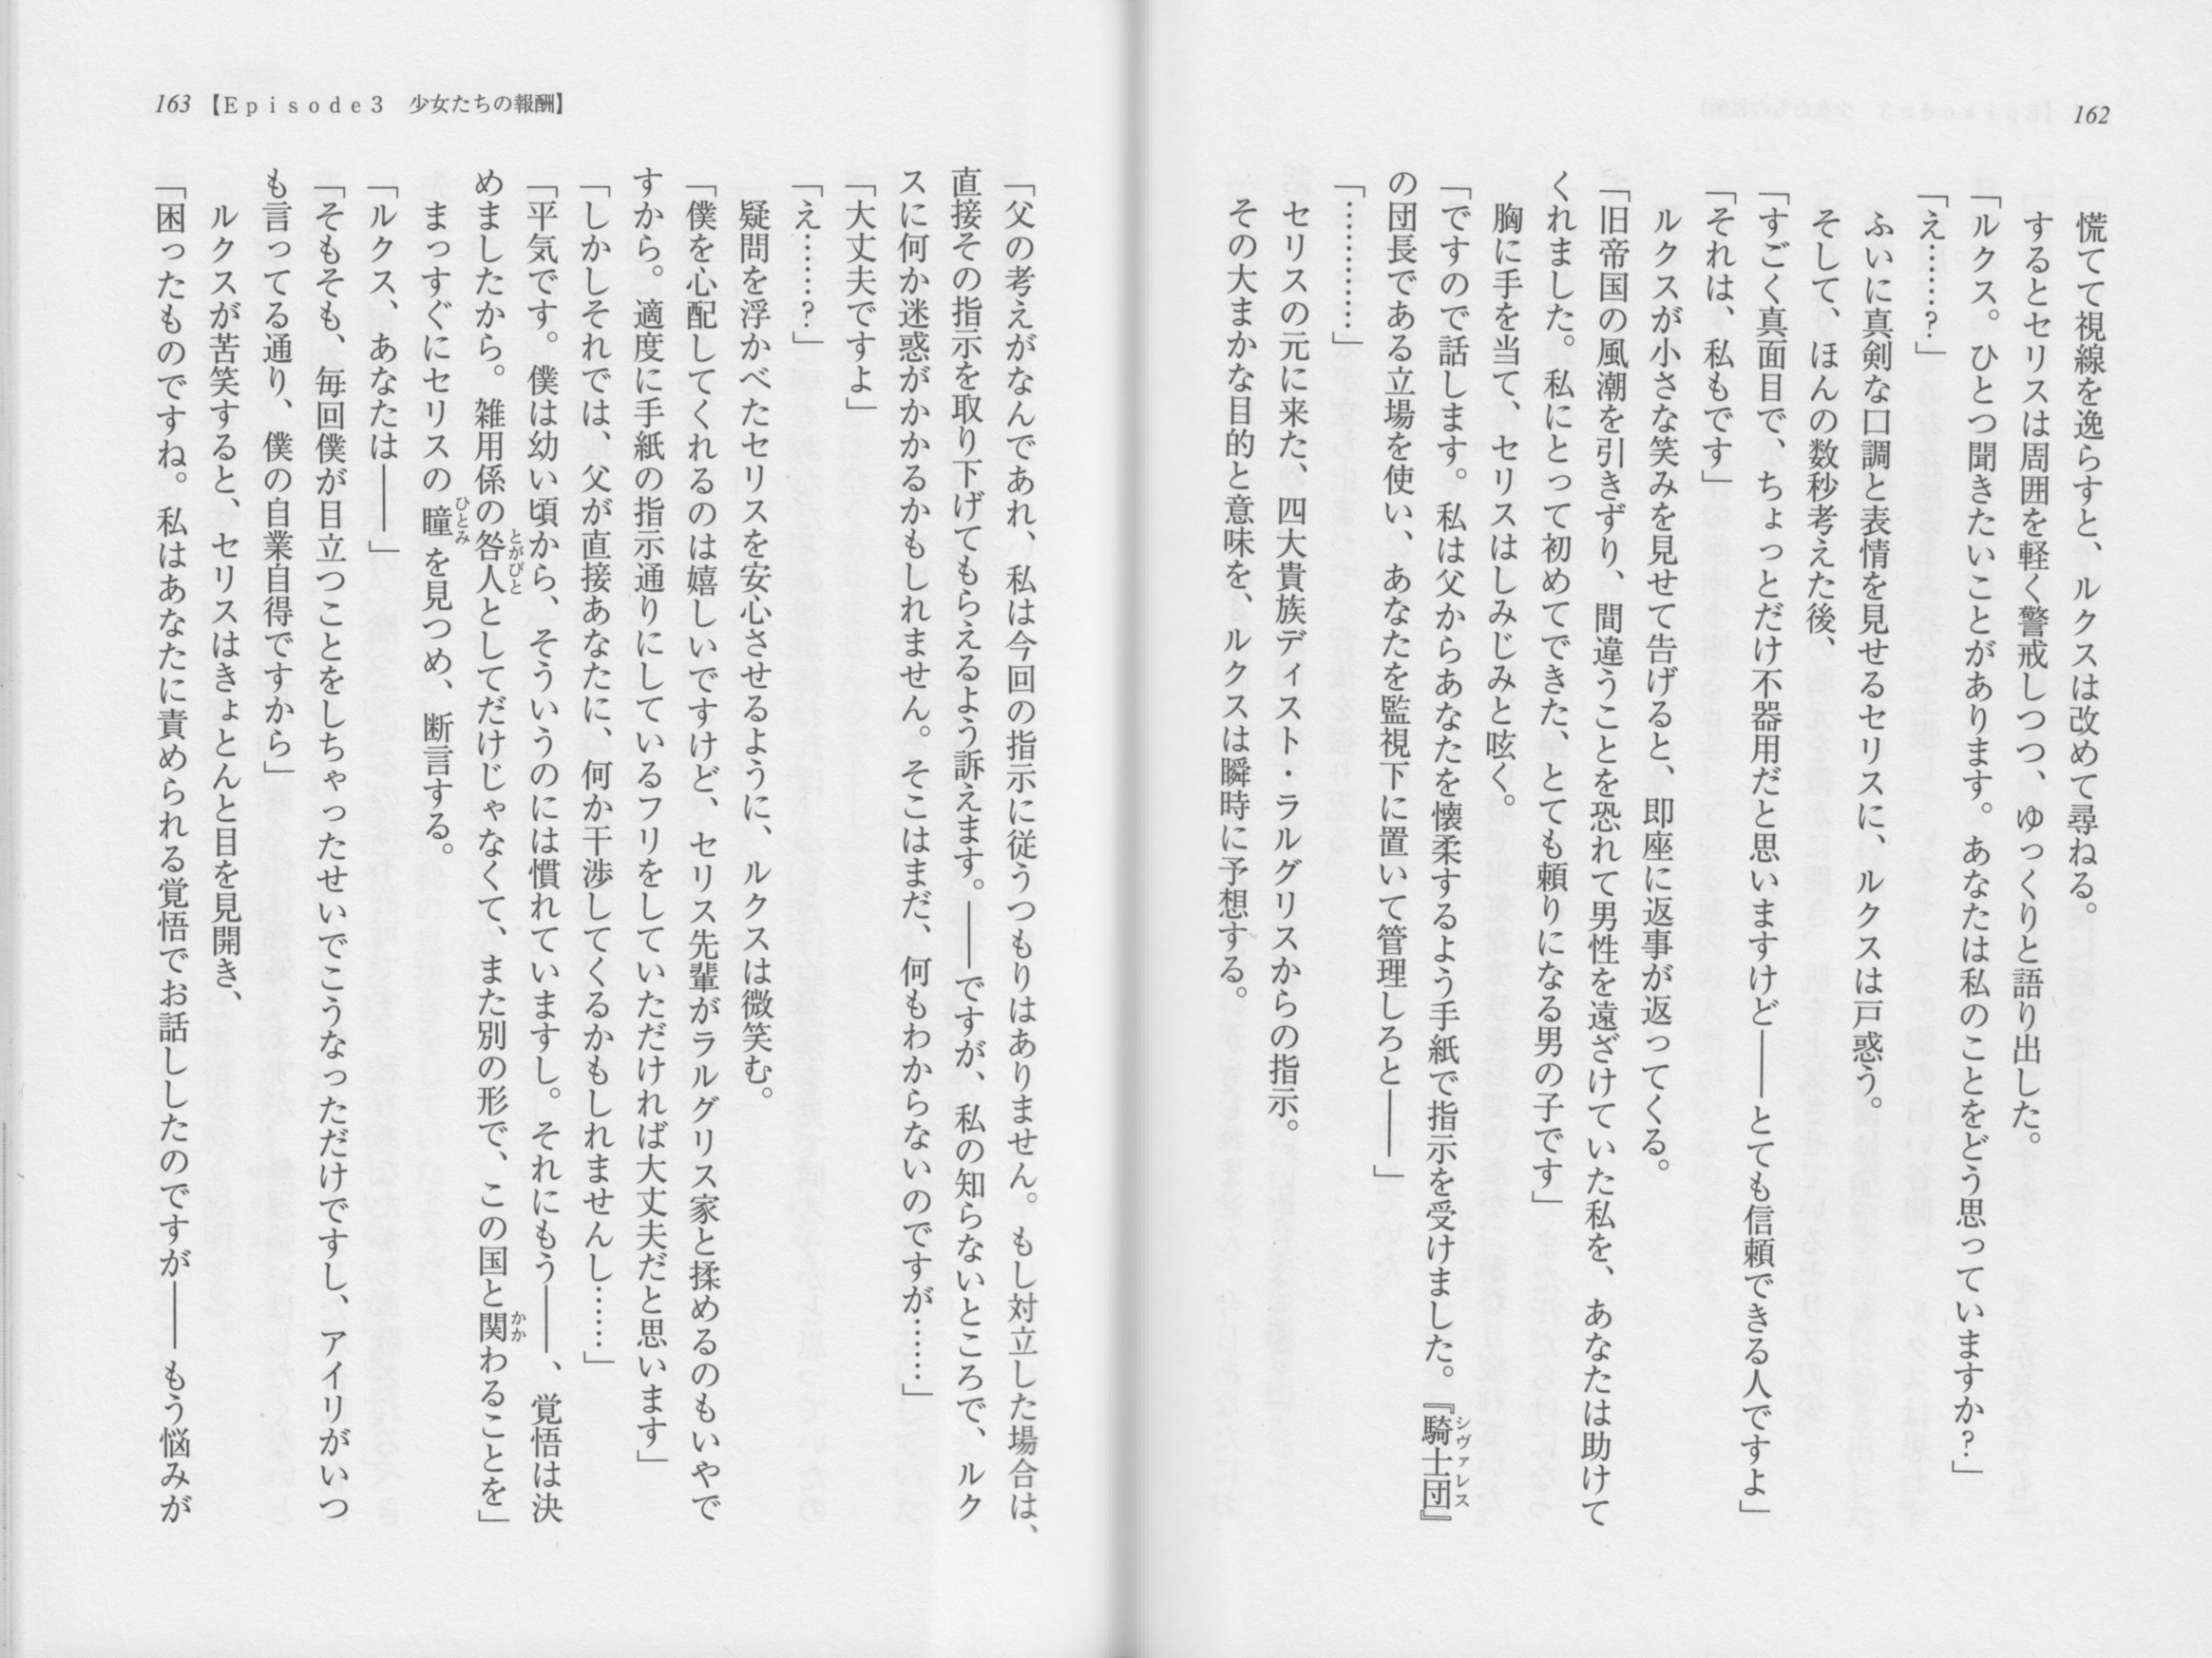 162
慌てて視線を逸らすと、ルクスは改めて尋ねる。
するとセリスは周囲を軽く警戒しつつ、ゆっくりと語り出した。
「ルクス。ひとつ聞きたいことがあります。あなたは私のことをどう思っていますか？」
「え……？」
ふいに真剣な口調と表情を見せるセリスに、ルクスは戸惑う。
そして、ほんの数秒考えた後、
「すごく真面目で、ちょっとだけ不器用だと思いますけど――とても信頼できる人ですよ」
「それは、私もです」
ルクスが小さな笑みを見せて告げると、即座に返事が返ってくる。
「旧帝国の風潮を引きずり、間違うことを恐れて男性を遠ざけていた私を、あなたは助けて
くれました。私にとって初めてできた、とても頼りになる男の子です」
胸に手を当て、セリスはしみじみと呟く。
「ですので話します。私は父からあなたを懐柔するよう手紙で指示を受けました。『騎士団』
シヴァレス
の団長である立場を使い、あなたを監視下に置いて管理しろと――」
「…………」
セリスの元に来た、四大貴族ディスト・ラルグリスからの指示。
その大まかな目的と意味を、ルクスは瞬時に予想する。
163【Episode3　少女たちの報酬】
「父の考えがなんであれ、私は今回の指示に従うつもりはありません。もし対立した場合は、
直接その指示を取り下げてもらえるよう訴えます。――ですが、私の知らないところで、ルク
スに何か迷惑がかかるかもしれません。そこはまだ、何もわからないのですが……」
「大丈夫ですよ」
「え……？」
疑問を浮かべたセリスを安心させるように、ルクスは微笑む。
「僕を心配してくれるのは嬉しいですけど、セリス先輩がラルグリス家と揉めるのもいやで
すから。適度に手紙の指示通りにしているフリをしていただければ大丈夫だと思います」
「しかしそれでは、父が直接あなたに、何か干渉してくるかもしれませんし……」
「平気です。僕は幼い頃から、そういうのには慣れていますし。それにもう――、覚悟は決
めましたから。雑用係の咎人としてだけじゃなくて、また別の形で、この国と関わることを」
とがびと
かか
まっすぐにセリスの瞳を見つめ、断言する。
ひとみ
「ルクス、あなたは――」
「そもそも、毎回僕が目立つことをしちゃったせいでこうなっただけですし、アイリがいつ
も言ってる通り、僕の自業自得ですから」
ルクスが苦笑すると、セリスはきょとんと目を見開き、
「困ったものですね。私はあなたに責められる覚悟でお話ししたのですが――もう悩みが